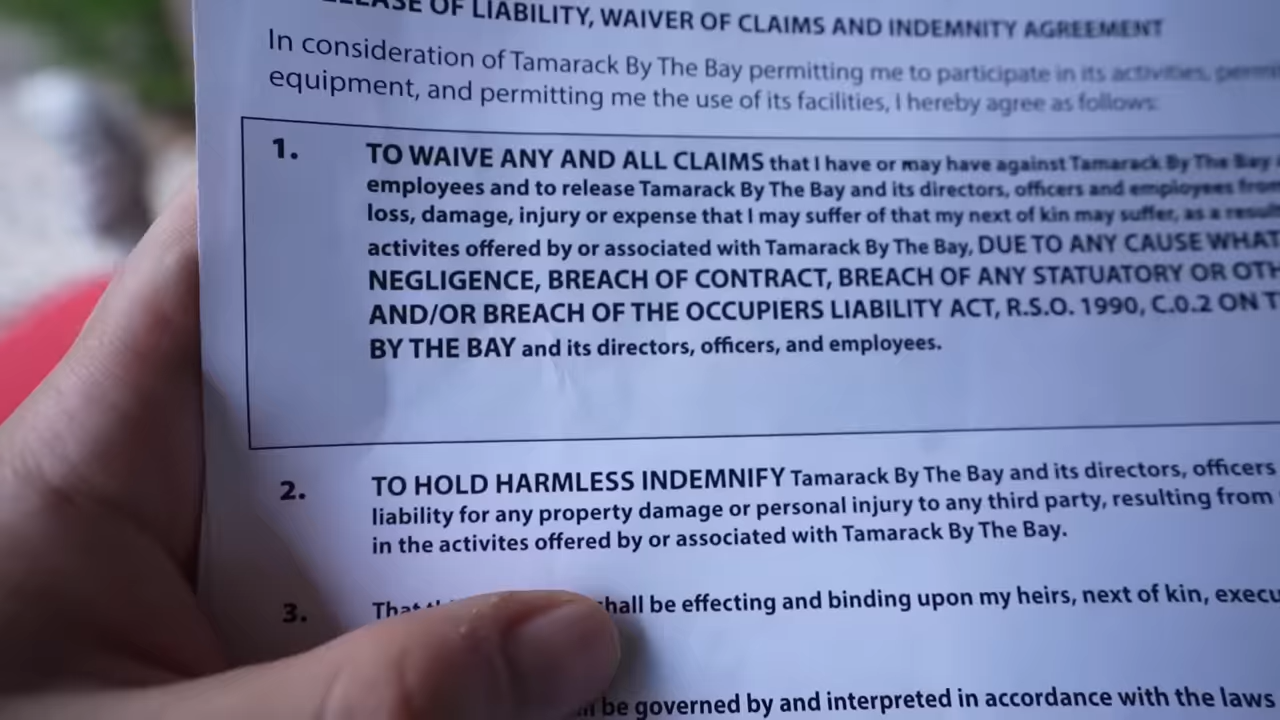 OF LIABILITY, WAIVER OF CLAIMS AND INDEMNITY AGREEMENT
In consideration of Tamarack By The Bay permitting me to participate in its activities,
equipment, and permitting me the use of its facilities, I hereby agree as follows:
1. TO WAIVE ANY AND ALL CLAIMS that I have or may have against Tamarack By The Bay
employees and to release Tamarack By The Bay and its directors, officers and employees from
loss, damage, injury or expense that I may suffer of that my next of kin may suffer, as a result
activites offered by or associated with Tamarack By The Bay, DUE TO ANY CAUSE WHAT
NEGLIGENCE, BREACH OF CONTRACT, BREACH OF ANY STATUATORY OR OTH
AND/OR BREACH OF THE OCCUPIERS LIABILITY ACT, R.S.O. 1990, C.0.2 ON T
BY THE BAY and its directors, officers, and employees.
2. TO HOLD HARMLESS INDEMNIFY Tamarack By The Bay and its directors, officers
liability for any property damage or personal injury to any third party, resulting from
in the activites offered by or associated with Tamarack By The Bay.
3. That shall be effecting and binding upon my heirs, next of kin, execu
be governed by and interpreted in accordance with the laws